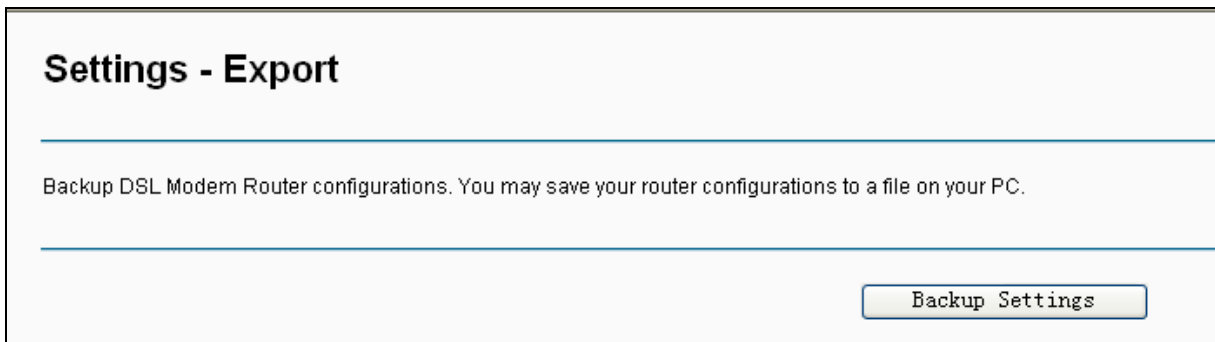 Settings - Export
Backup DSL Modem Router configurations. You may save your router configurations to a file on your PC.
Backup Settings